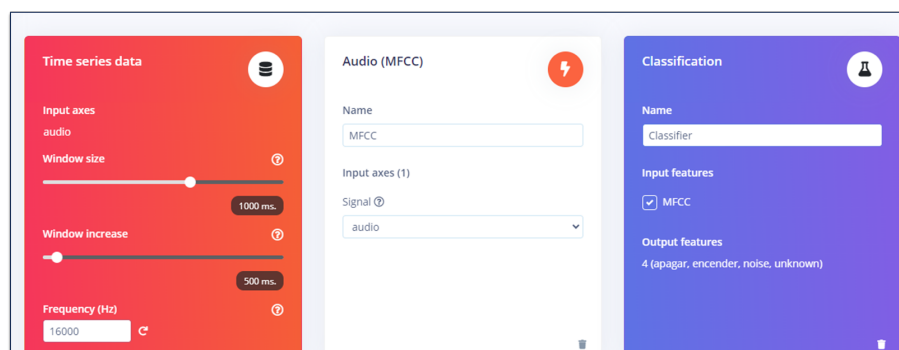 Time series data
Input axes
audio
Window size
1000 ms.
Window increase
500 ms.
Frequency (Hz)
16000
Audio (MFCC)
Name
MFCC
Input axes (1)
Signal
audio
Classification
Name
Classifier
Input features
MFCC
Output features
4 (apagar, encender, noise, unknown)